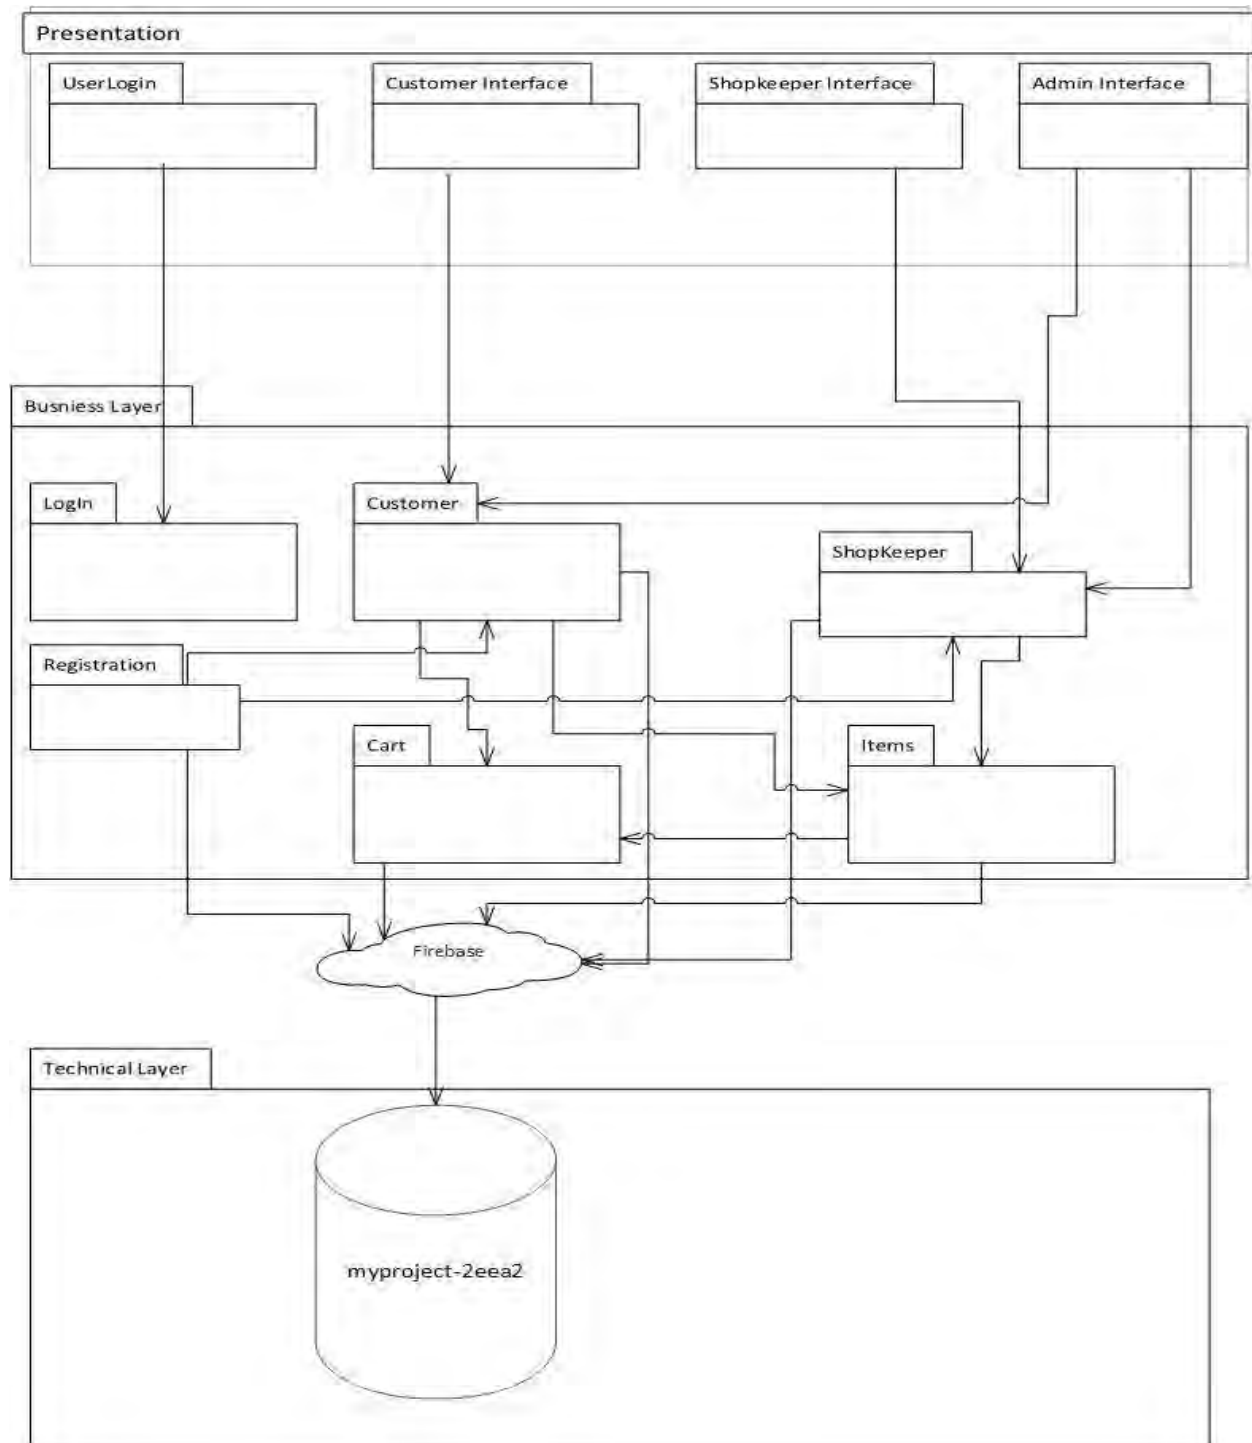 Presentation
UserLogin
Customer Interface
Shopkeeper Interface
Admin Interface
Busniess Layer
LogIn
Customer
ShopKeeper
Registration
Cart
Items
Firebase
Technical Layer
myproject-2eea2